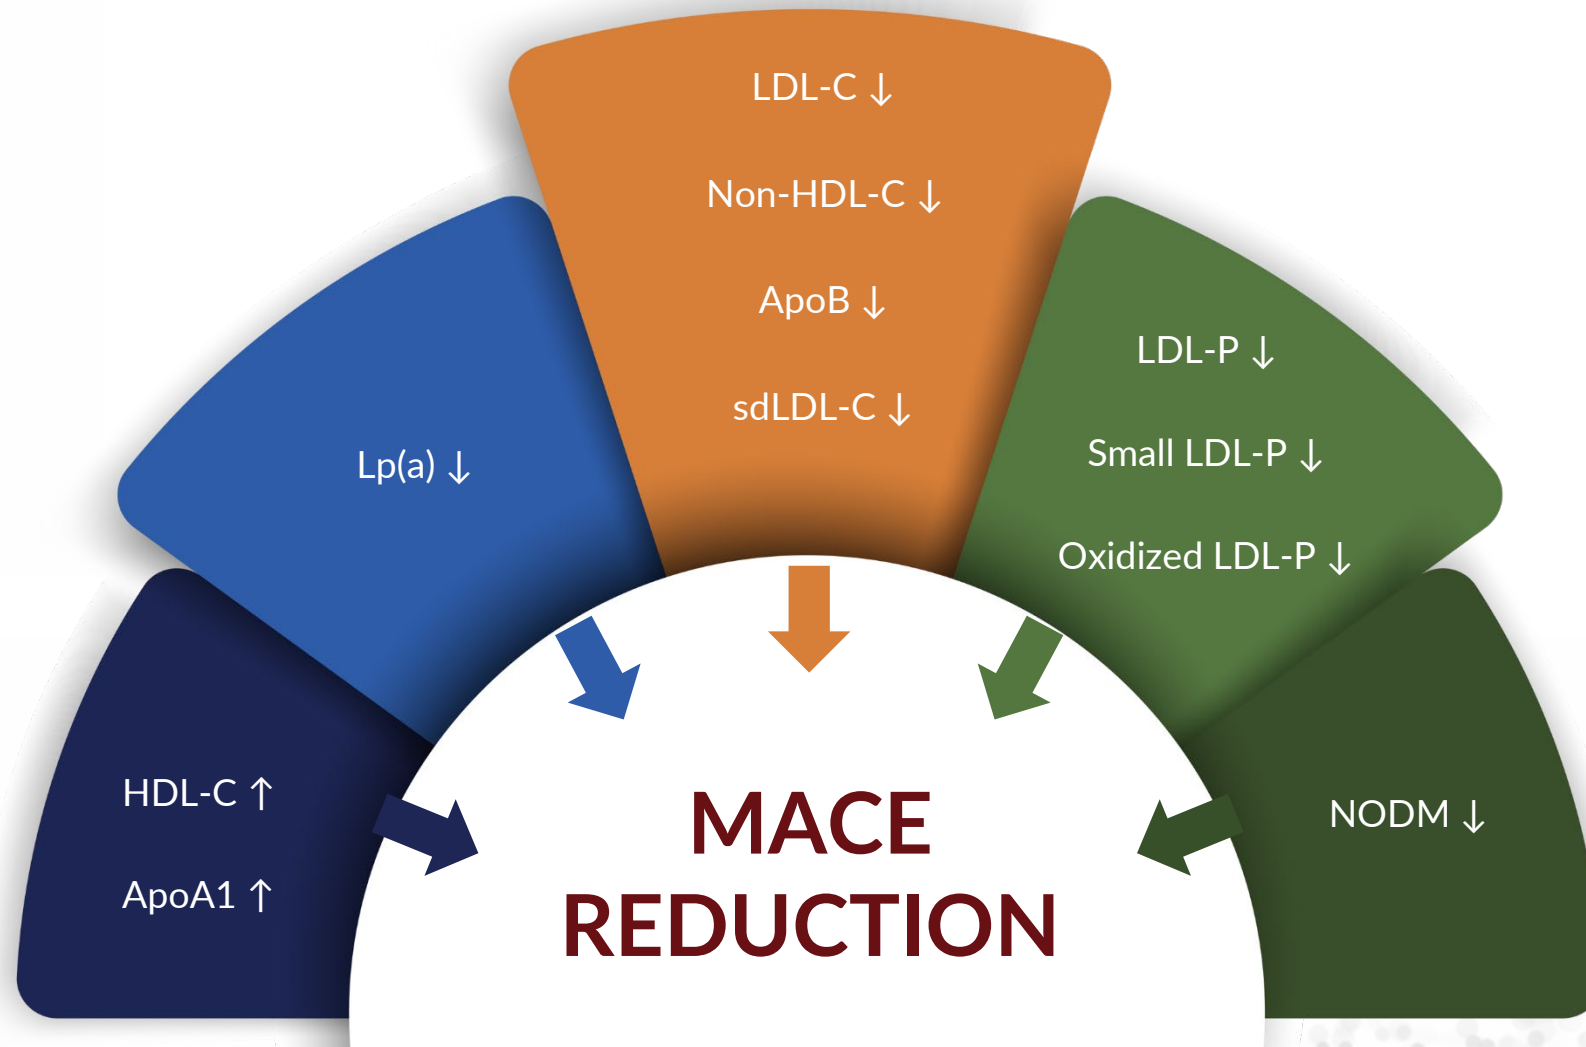 HDL-C ↑
ApoA1 ↑
Lp(a) ↓
LDL-C ↓
Non-HDL-C ↓
ApoB ↓
sdLDL-C ↓
LDL-P ↓
Small LDL-P ↓
Oxidized LDL-P ↓
NODM ↓
MACE
REDUCTION